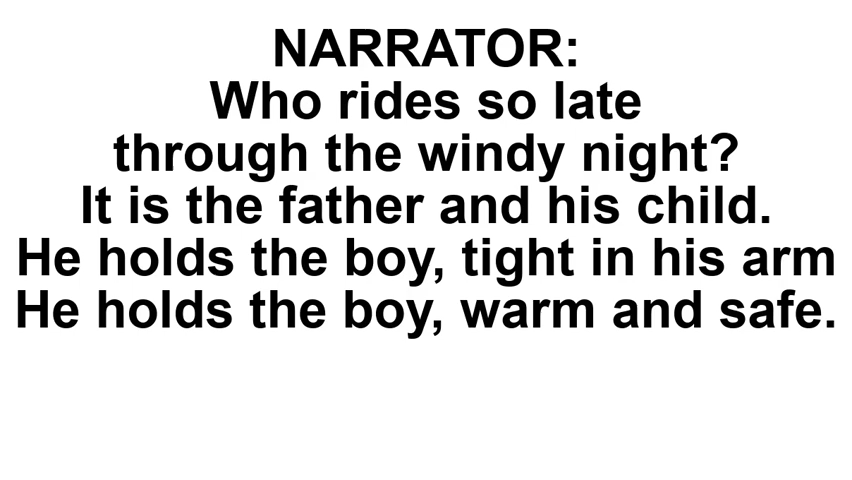 NARRATOR:
Who rides so late
through the windy night?
It is the father and his child.
He holds the boy, tight in his arm
He holds the boy, warm and safe.